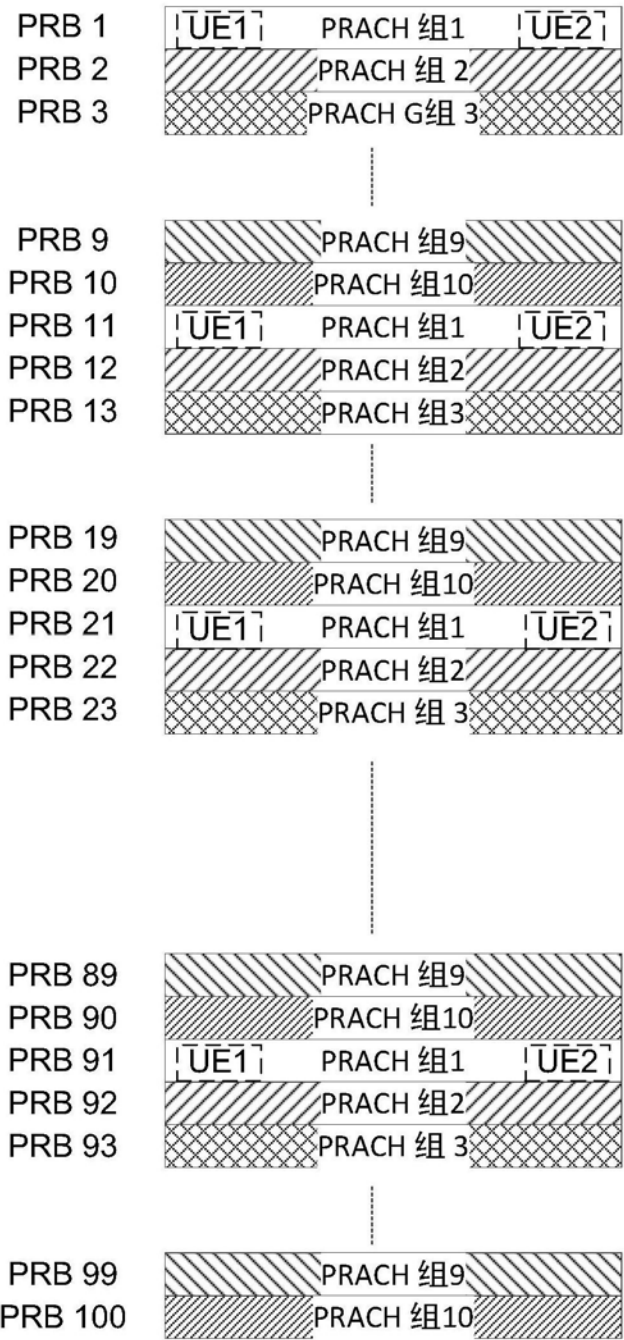 PRB 1 UE1 PRACH 组1 UE2
PRB 2 PRACH 组 2
PRB 3 PRACH G组 3
PRB 9 PRACH 组9
PRB 10 PRACH 组10
PRB 11 UE1 PRACH 组1 UE2
PRB 12 PRACH 组2
PRB 13 PRACH 组3
PRB 19 PRACH 组9
PRB 20 PRACH 组10
PRB 21 UE1 PRACH 组1 UE2
PRB 22 PRACH 组2
PRB 23 PRACH 组 3
PRB 89 PRACH 组9
PRB 90 PRACH 组10
PRB 91 UE1 PRACH 组1 UE2
PRB 92 PRACH 组2
PRB 93 PRACH 组 3
PRB 99 PRACH 组9
PRB 100 PRACH 组10